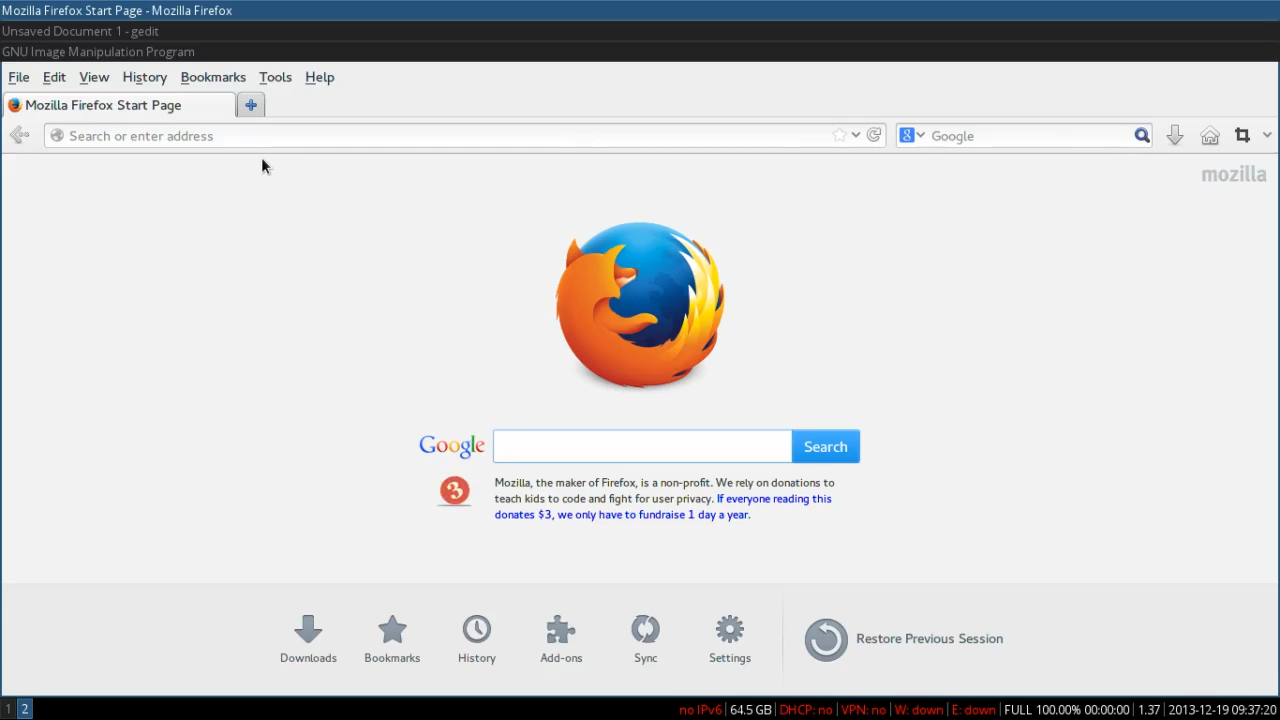 Mozilla Firefox Start Page - Mozilla Firefox
Unsaved Document 1 - gedit
GNU Image Manipulation Program
File Edit View History Bookmarks Tools Help
Mozilla Firefox Start Page
Search or enter address
8 Google
mozilla
Google Search
3
Mozilla, the maker of Firefox, is a non-profit. We rely on donations to
teach kids to code and fight for user privacy. If everyone reading this
donates $3, we only have to fundraise 1 day a year.
Downloads Bookmarks History Add-ons Sync Settings Restore Previous Session
1 2 no IPv6 | 64.5 GB | DHCP: no | VPN: no | W: down | E: down | FULL 100.00% 00:00:00 | 1.37 | 2013-12-19 09:37:20